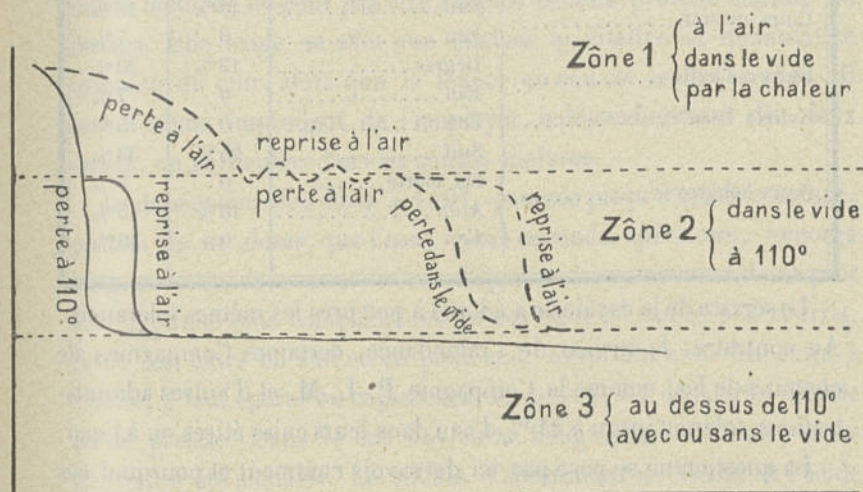 Zône 1 { à l'air
dans le vide
par la chaleur
perte à l'air
reprise à l'air
perte à l'air
perte à 110°
reprise à l'air
perte dans le vide
reprise à l'air
Zône 2 { dans le vide
à 110°
Zône 3 { au dessus de 110°
avec ou sans le vide